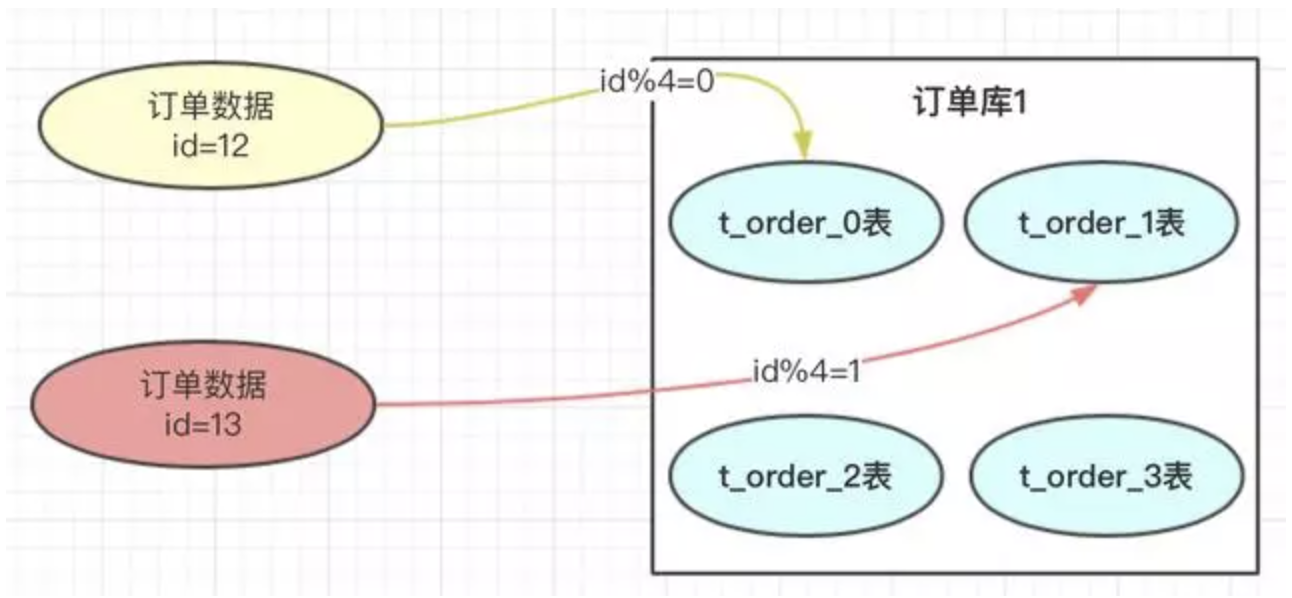 订单数据
id=12
id%4=0
订单库1
t_order_0表
t_order_1表
订单数据
id=13
id%4=1
t_order_2表
t_order_3表